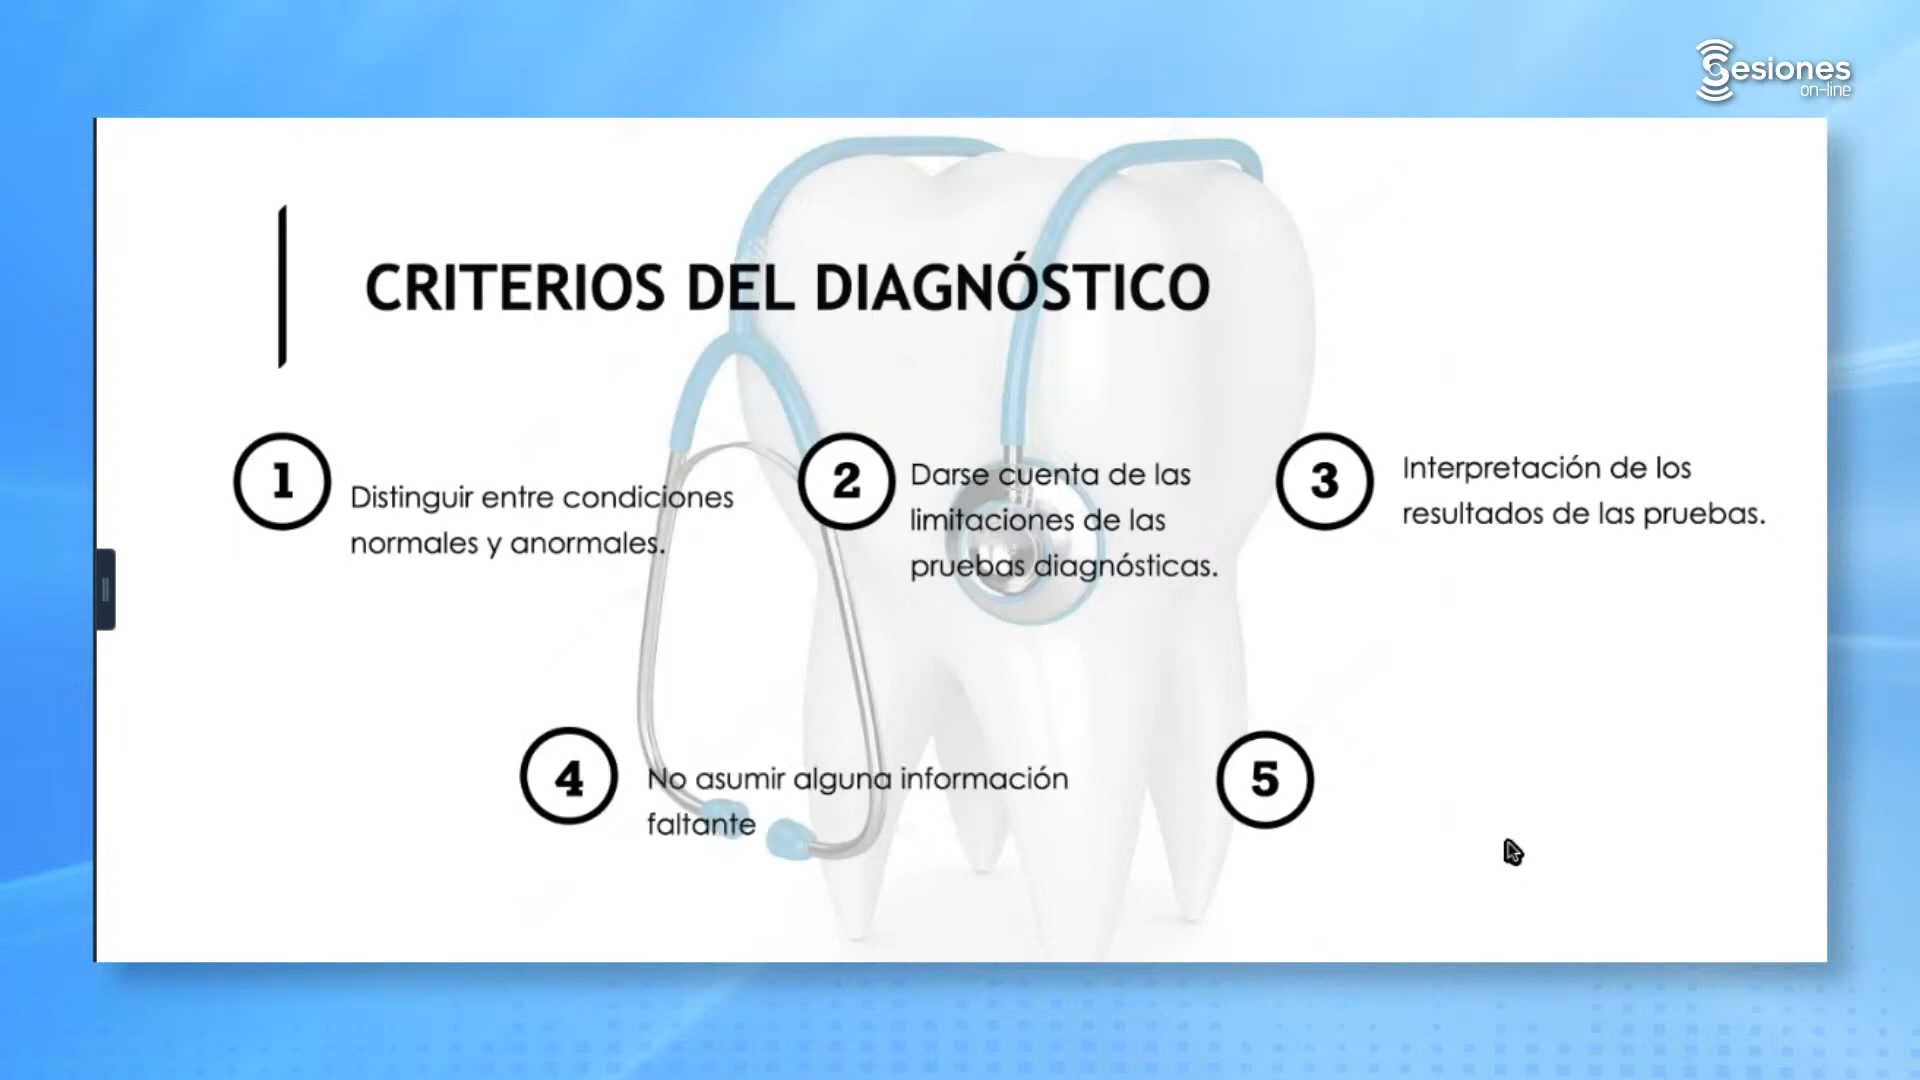 Sesiones
on-line
CRITERIOS DEL DIAGNÓSTICO
1
Distinguir entre condiciones
normales y anormales.
2
Darse cuenta de las
limitaciones de las
pruebas diagnósticas.
3
Interpretación de los
resultados de las pruebas.
4
No asumir alguna información
faltante
5